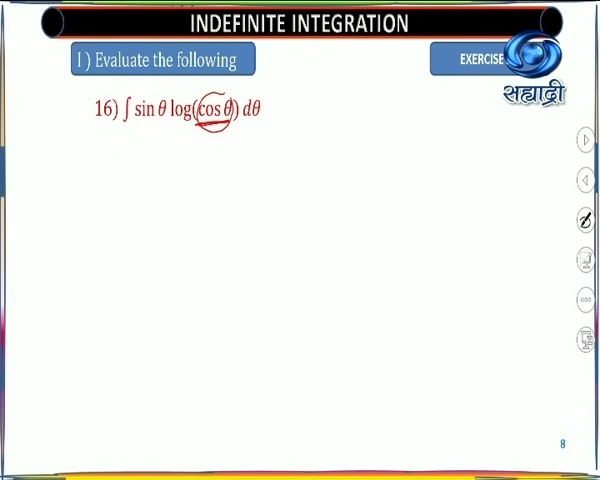 INDEFINITE INTEGRATION
I ) Evaluate the following
EXERCISE
सह्याद्री
16) ∫ sin θ log(cos θ) dθ
8